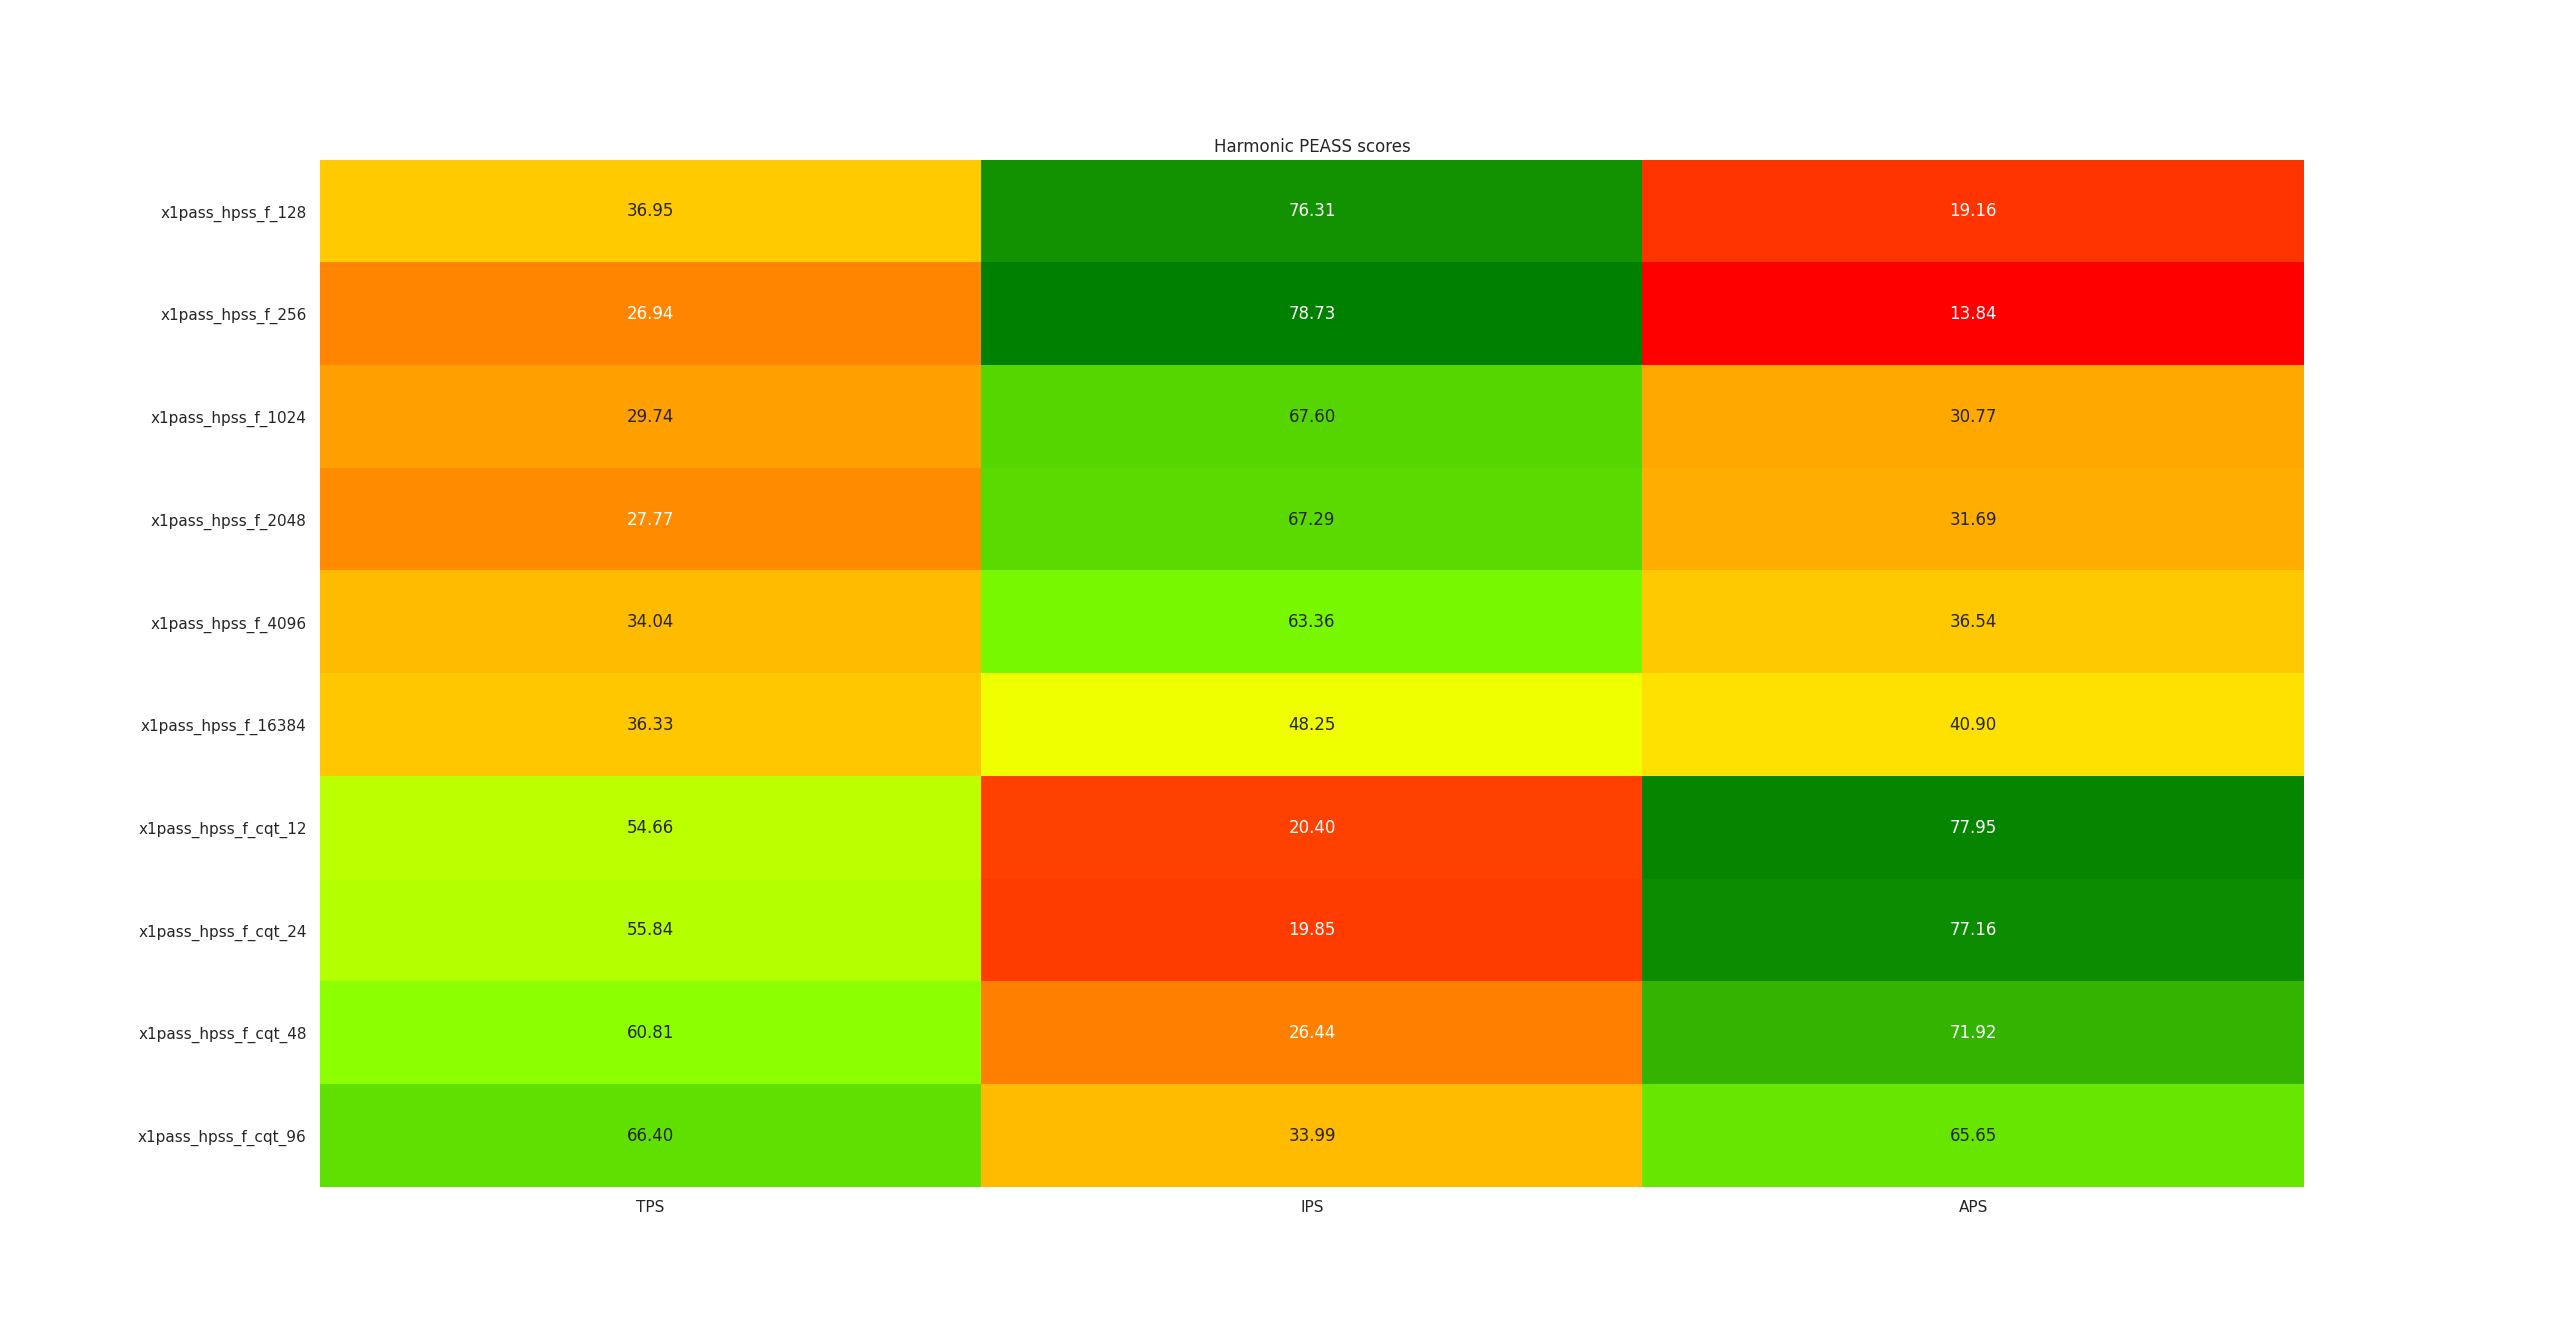 Harmonic PEASS scores
x1pass_hpss_f_128 36.95 76.31 19.16
x1pass_hpss_f_256 26.94 78.73 13.84
x1pass_hpss_f_1024 29.74 67.60 30.77
x1pass_hpss_f_2048 27.77 67.29 31.69
x1pass_hpss_f_4096 34.04 63.36 36.54
x1pass_hpss_f_16384 36.33 48.25 40.90
x1pass_hpss_f_cqt_12 54.66 20.40 77.95
x1pass_hpss_f_cqt_24 55.84 19.85 77.16
x1pass_hpss_f_cqt_48 60.81 26.44 71.92
x1pass_hpss_f_cqt_96 66.40 33.99 65.65
TPS IPS APS